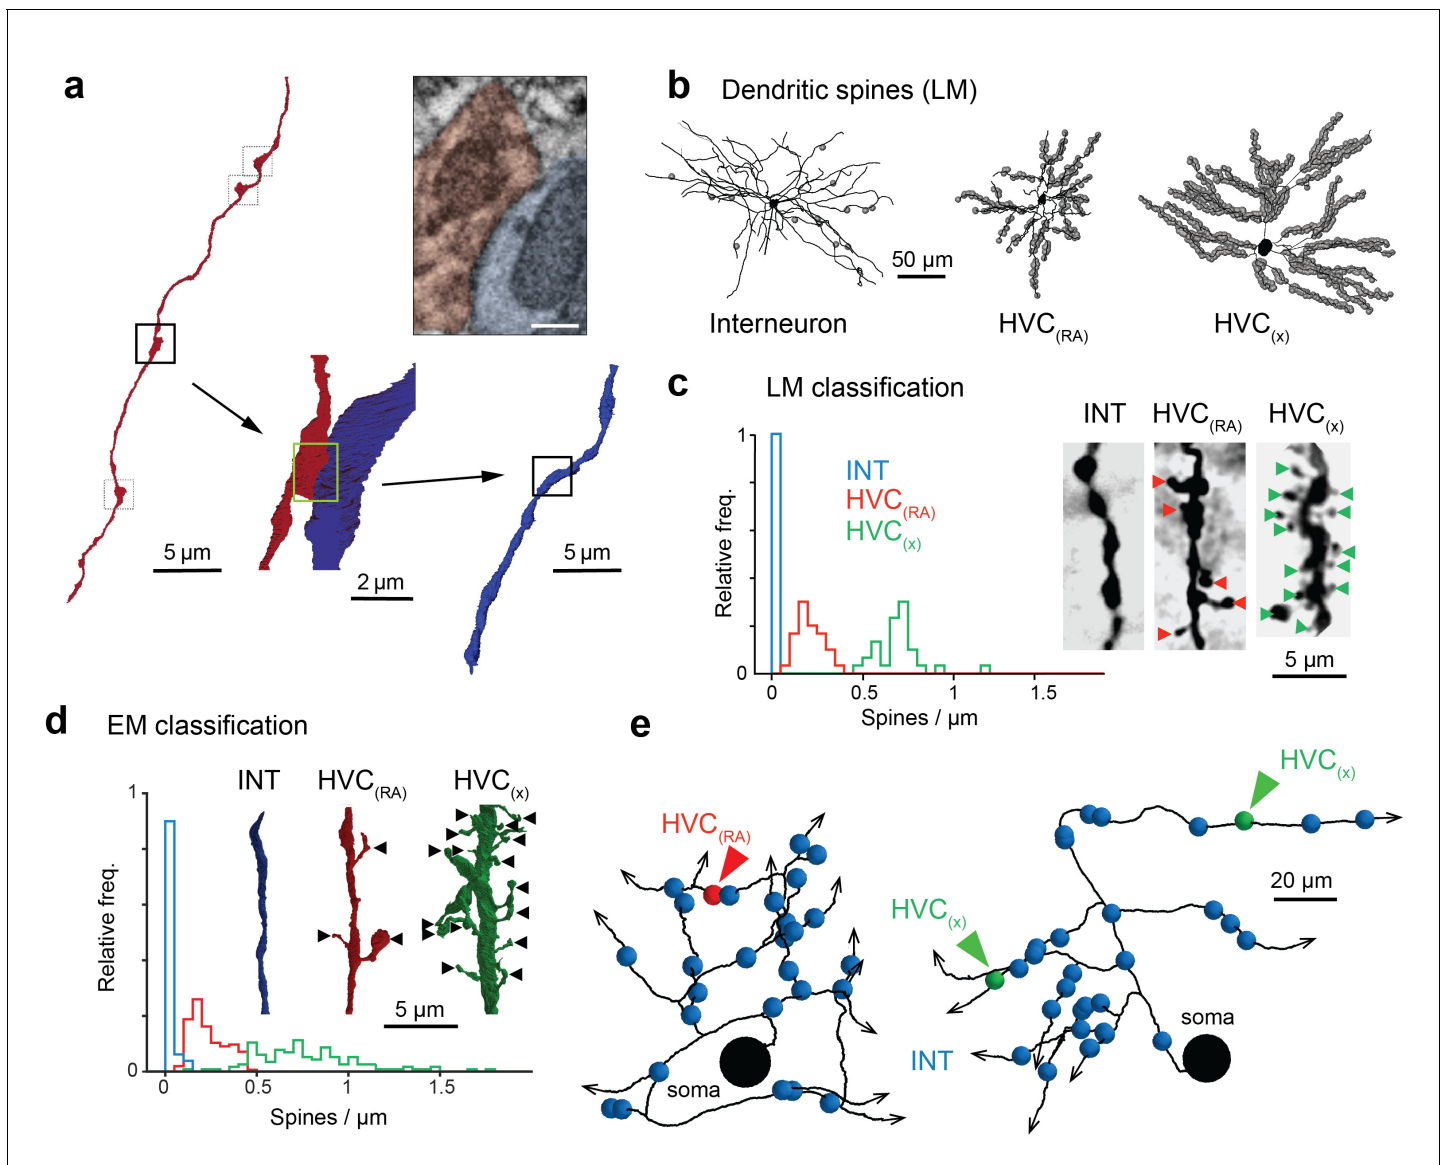 a
5 µm
2 µm
5 µm
b Dendritic spines (LM)
50 µm
Interneuron
HVC(RA)
HVC(x)
c LM classification
INT HVC(RA) HVC(x)
1
INT
HVC(RA)
HVC(x)
Relative freq.
0
0 0.5 1 1.5
Spines / µm
5 µm
d EM classification
INT HVC(RA) HVC(x)
1
Relative freq.
5 µm
0
0 0.5 1 1.5
Spines / µm
e
HVC(RA)
soma
HVC(x)
20 µm
HVC(x)
soma
INT